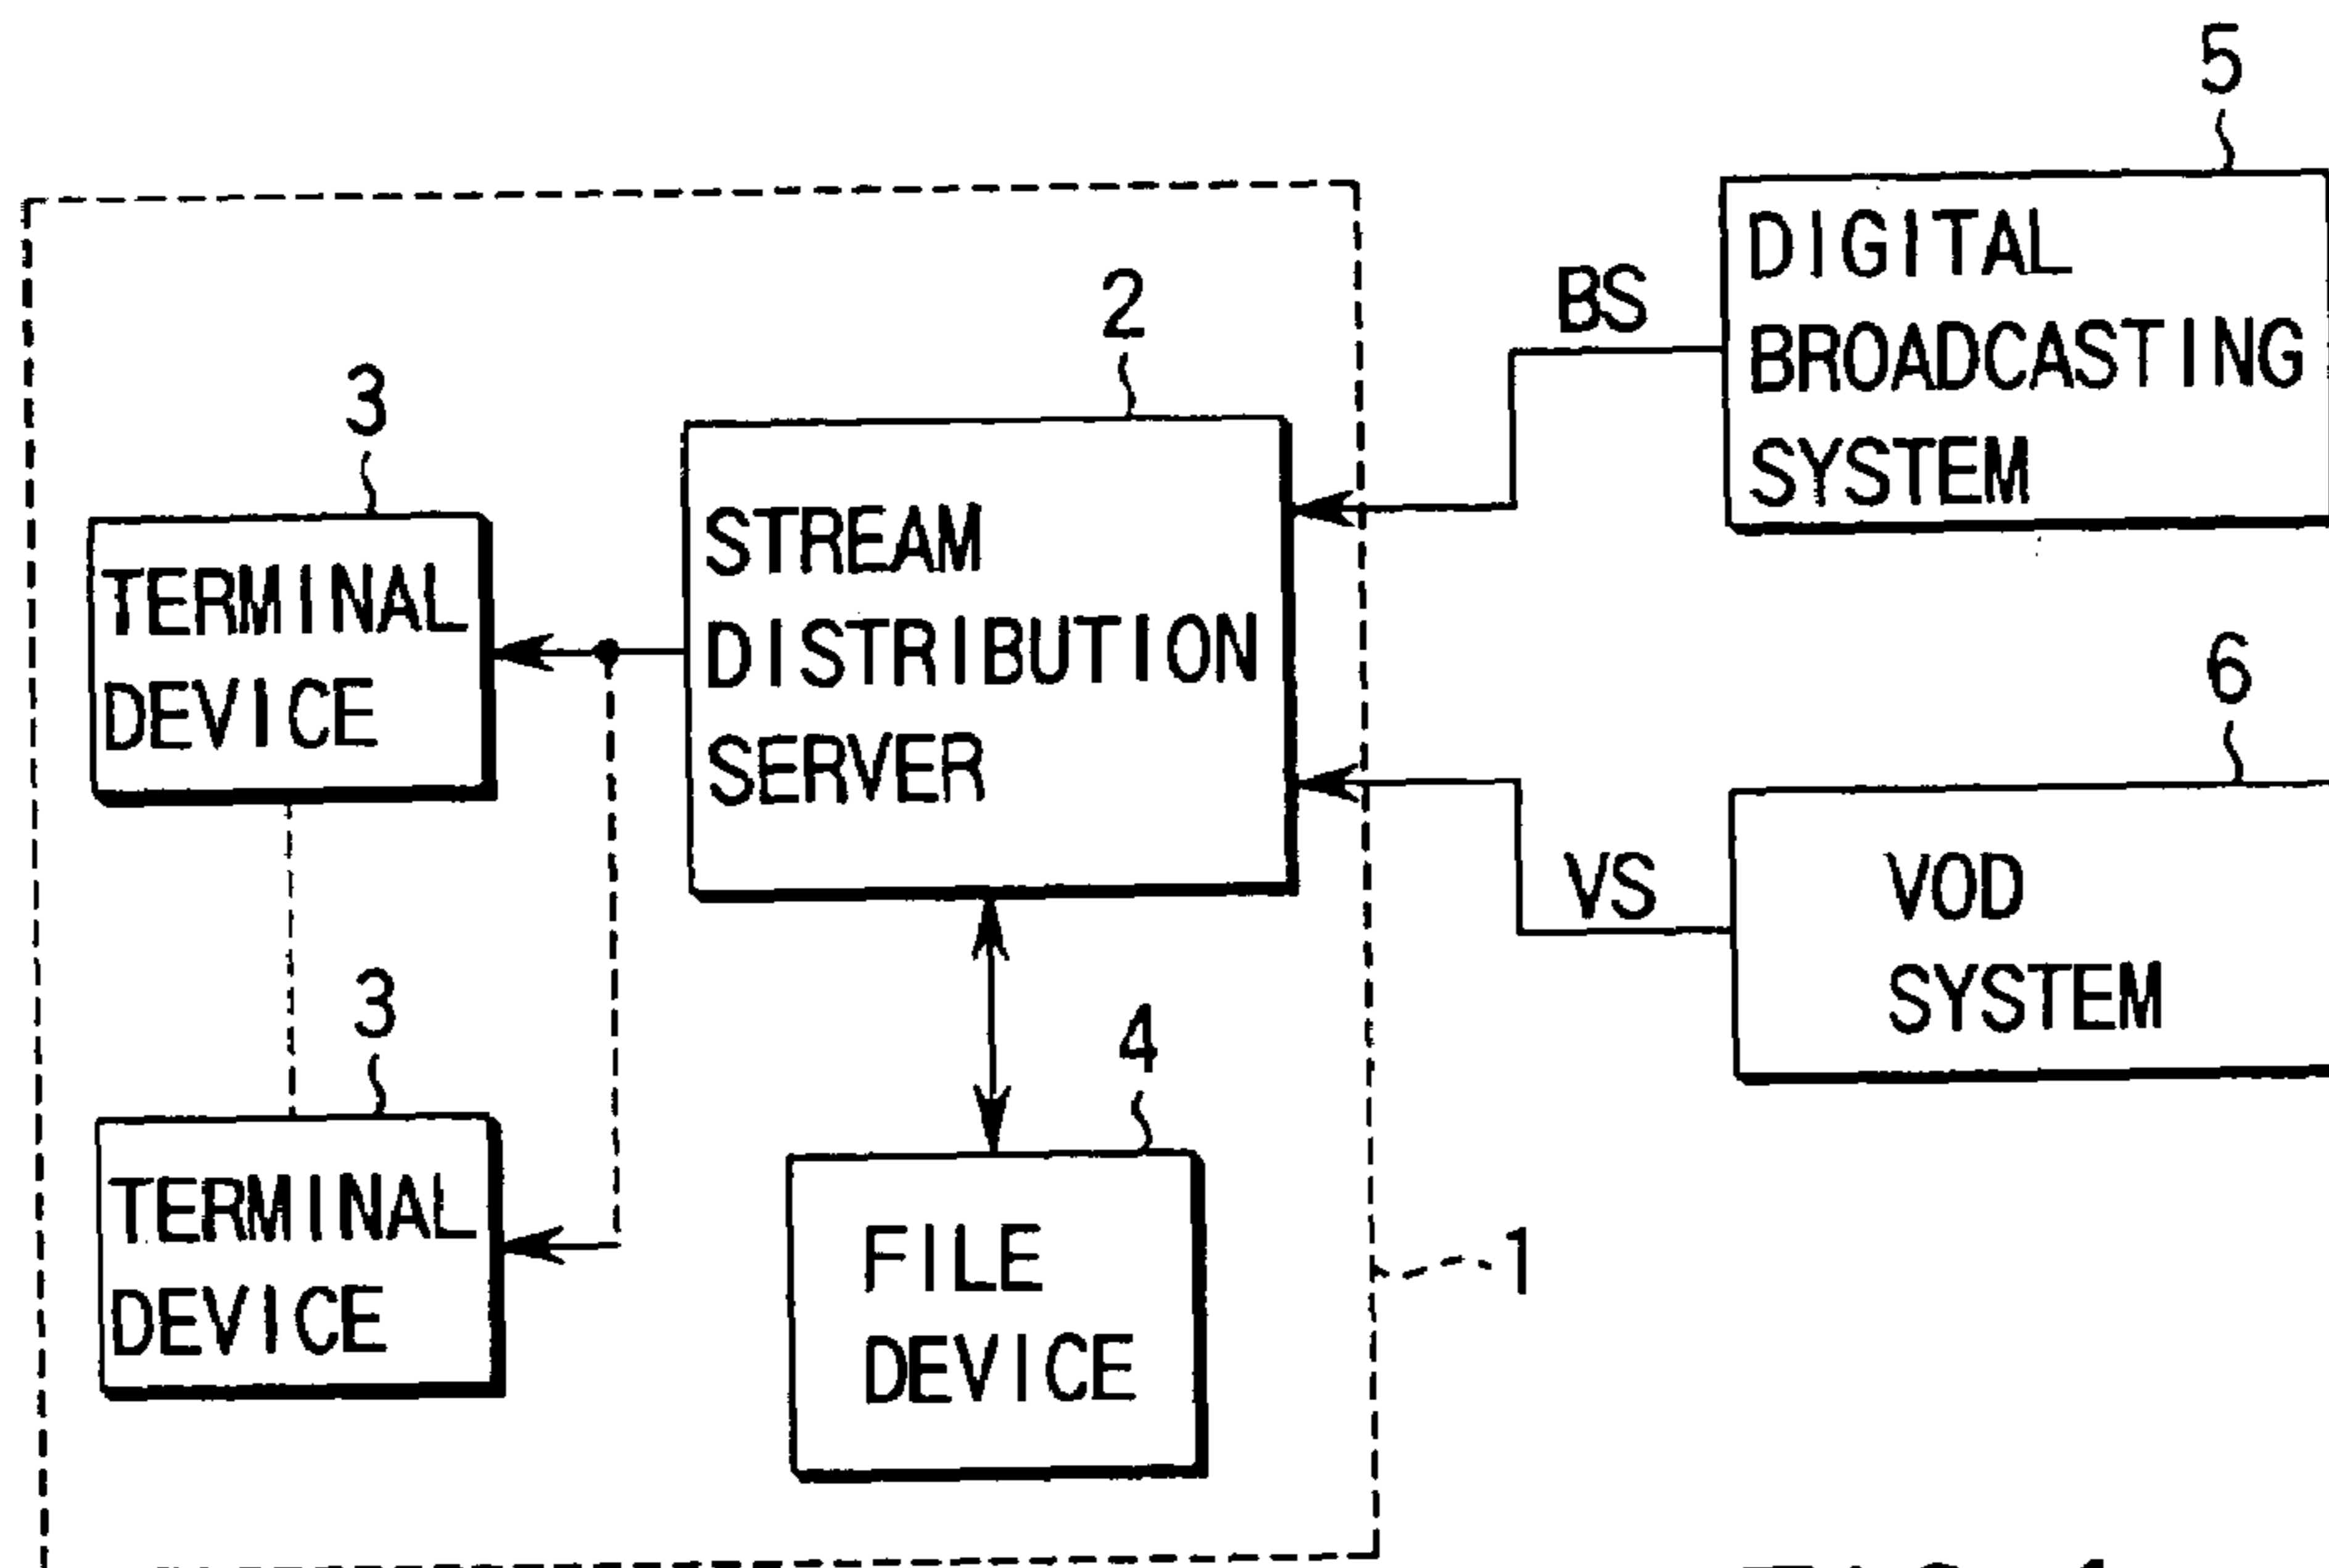 5
DIGITAL
BROADCASTING
SYSTEM
BS
2
3
STREAM
DISTRIBUTION
SERVER
TERMINAL
DEVICE
6
VS
VOD
SYSTEM
3
4
TERMINAL
DEVICE
FILE
DEVICE
1